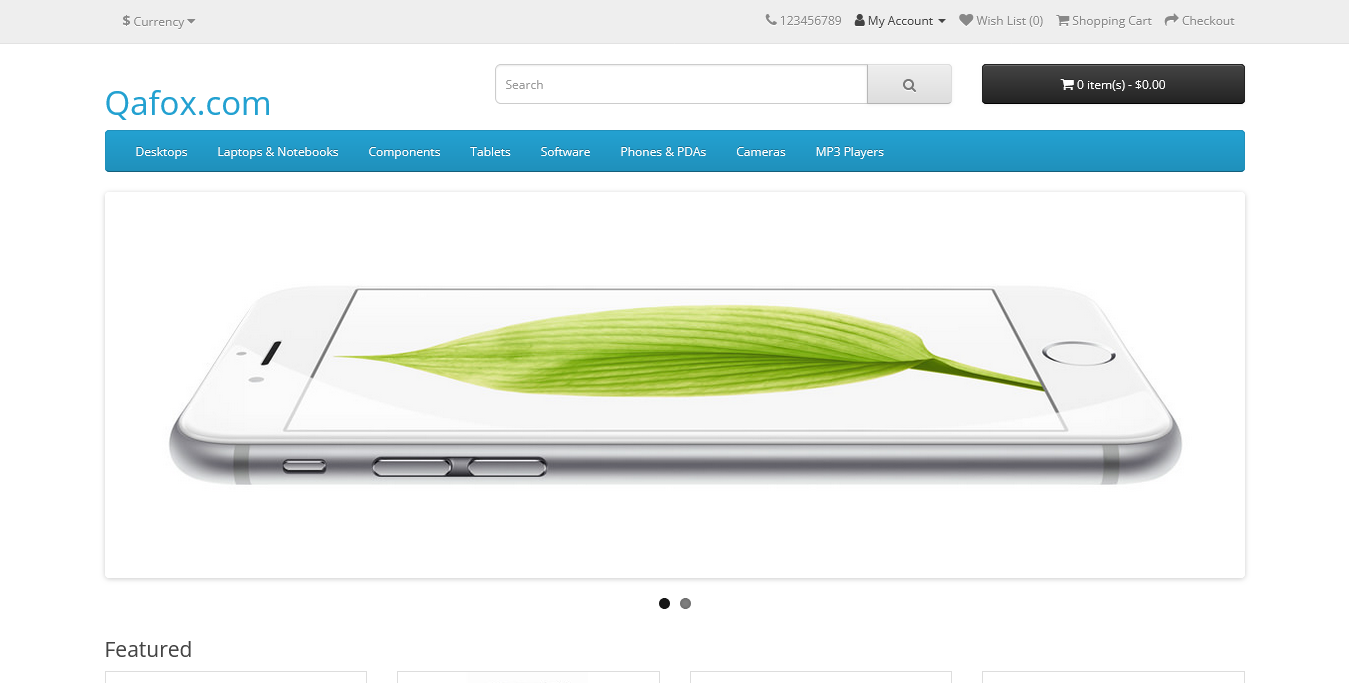 $ Currency
123456789 My Account Wish List (0) Shopping Cart Checkout
Qafox.com
Search
0 item(s) - $0.00
Desktops Laptops & Notebooks Components Tablets Software Phones & PDAs Cameras MP3 Players
Featured